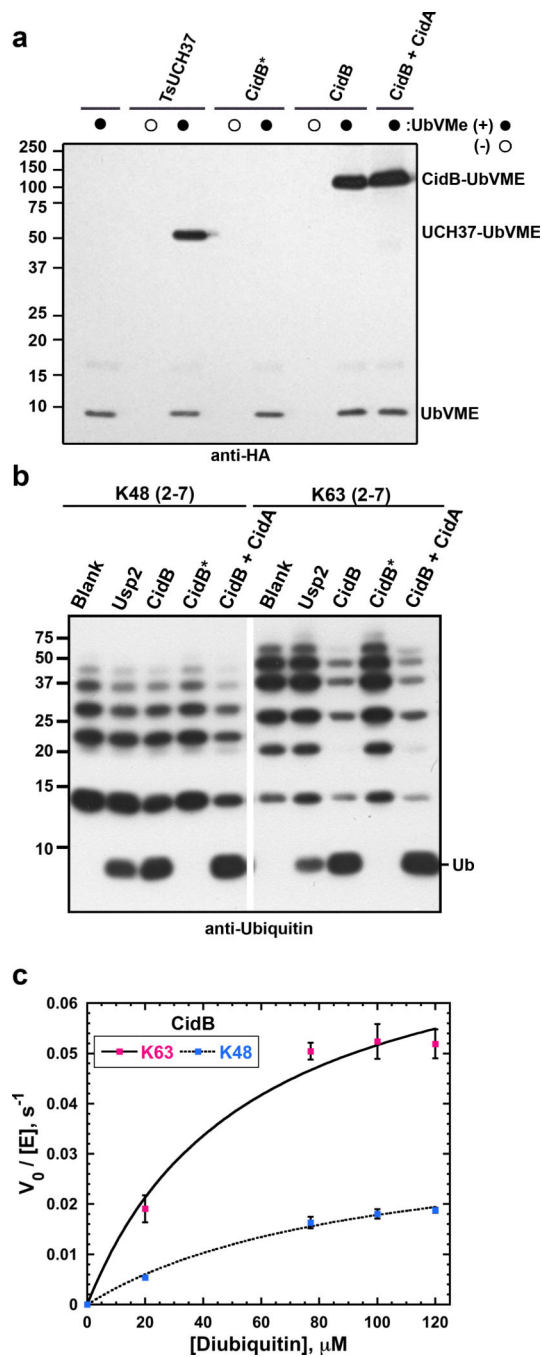 a
TsUCH37
CidB*
CidB
CidB + CidA
:UbVMe (+) ●
(-) ○
250
150
100
75
50
37
25
20
15
10
CidB-UbVME
UCH37-UbVME
UbVME
anti-HA
b
K48 (2-7) K63 (2-7)
Blank Usp2 CidB CidB* CidB + CidA Blank Usp2 CidB CidB* CidB + CidA
75
50
37
25
20
15
10
Ub
anti-Ubiquitin
c
CidB
K63 K48
0.06
0.05
0.04
0.03
0.02
0.01
0
V₀ / [E], s⁻¹
0 20 40 60 80 100 120
[Diubiquitin], μM